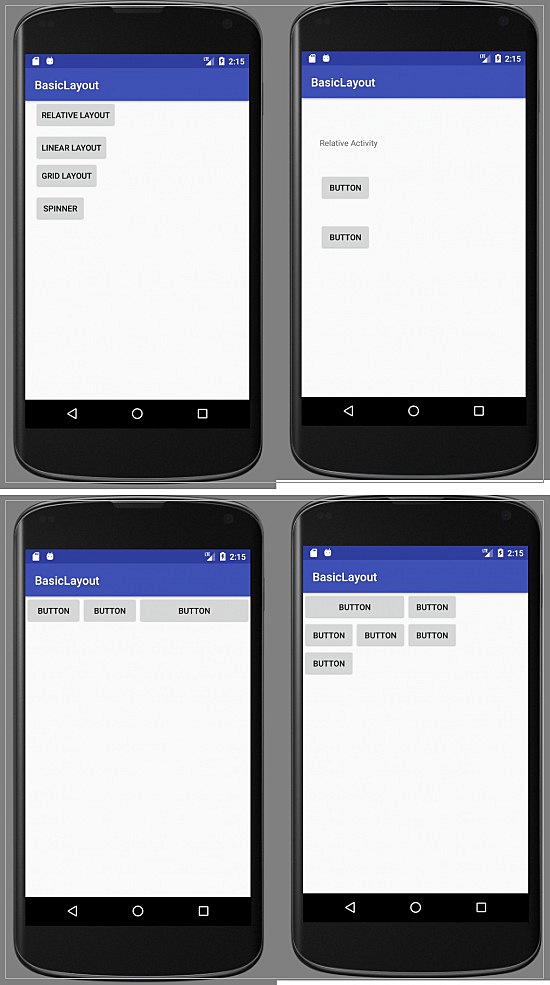 2:15
BasicLayout
RELATIVE LAYOUT
LINEAR LAYOUT
GRID LAYOUT
SPINNER
2:15
BasicLayout
Relative Activity
BUTTON
BUTTON
2:15
BasicLayout
BUTTON BUTTON BUTTON
2:15
BasicLayout
BUTTON BUTTON
BUTTON BUTTON BUTTON
BUTTON